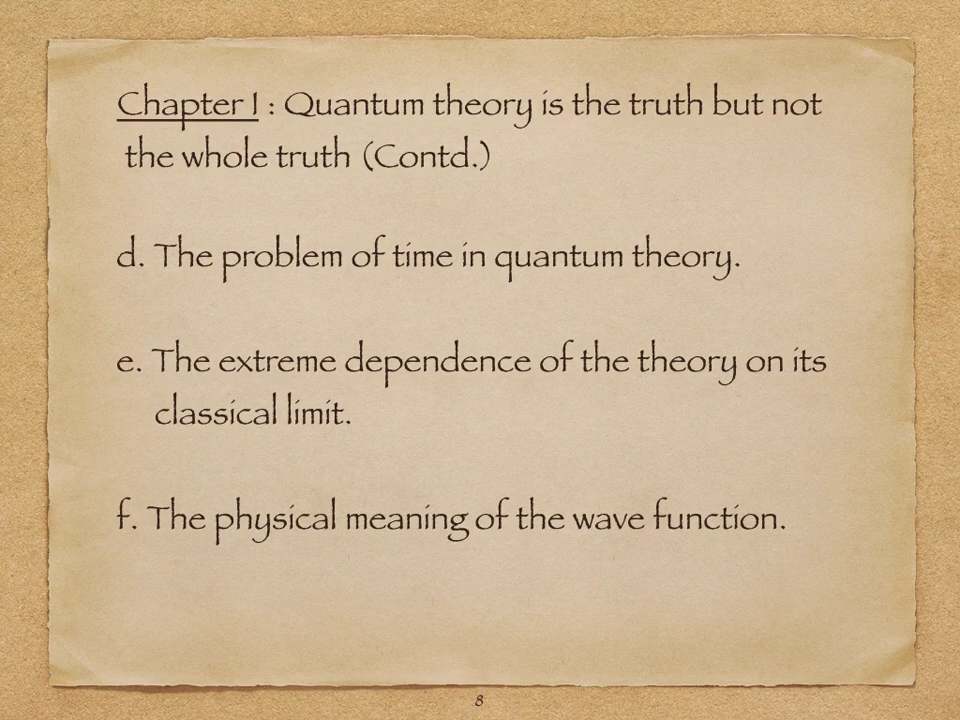 Chapter I : Quantum theory is the truth but not
the whole truth (Contd.)
d. The problem of time in quantum theory.
e. The extreme dependence of the theory on its
classical limit.
f. The physical meaning of the wave function.
8